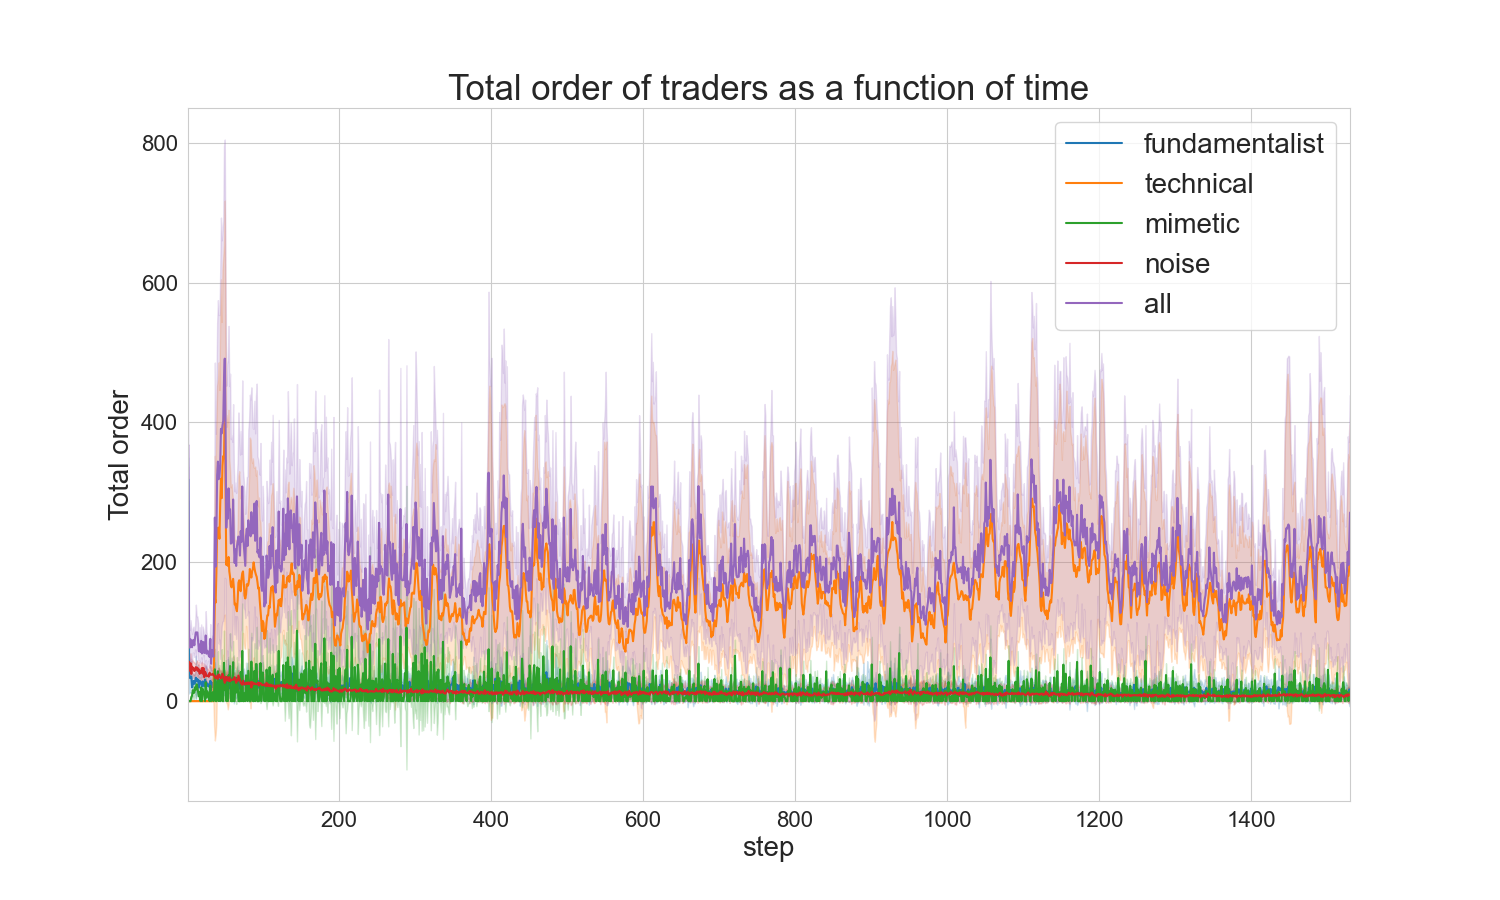 Total order of traders as a function of time
fundamentalist
technical
mimetic
noise
all
Total order
800
600
400
200
0
200
400
600
800
1000
1200
1400
step